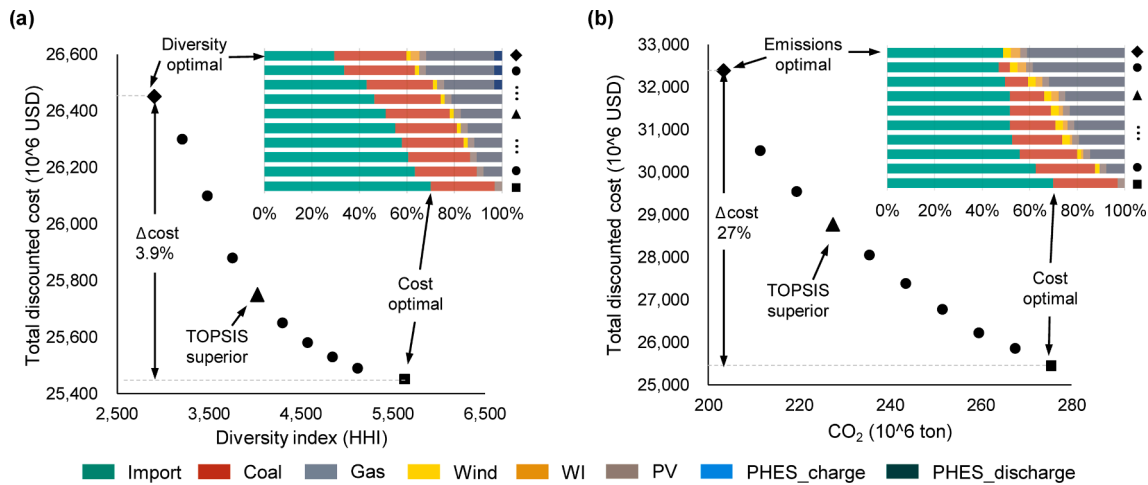 (a)
Total discounted cost (10^6 USD)
26,600
26,400
26,200
26,000
25,800
25,600
25,400
2,500
3,500
4,500
5,500
6,500
Diversity index (HHI)
Diversity
optimal
Δcost
3.9%
TOPSIS
superior
Cost
optimal
0%
20%
40%
60%
80%
100%
(b)
Total discounted cost (10^6 USD)
33,000
32,000
31,000
30,000
29,000
28,000
27,000
26,000
25,000
200
220
240
260
280
CO₂ (10^6 ton)
Emissions
optimal
Δcost
27%
TOPSIS
superior
Cost
optimal
0%
20%
40%
60%
80%
100%
Import
Coal
Gas
Wind
WI
PV
PHES_charge
PHES_discharge